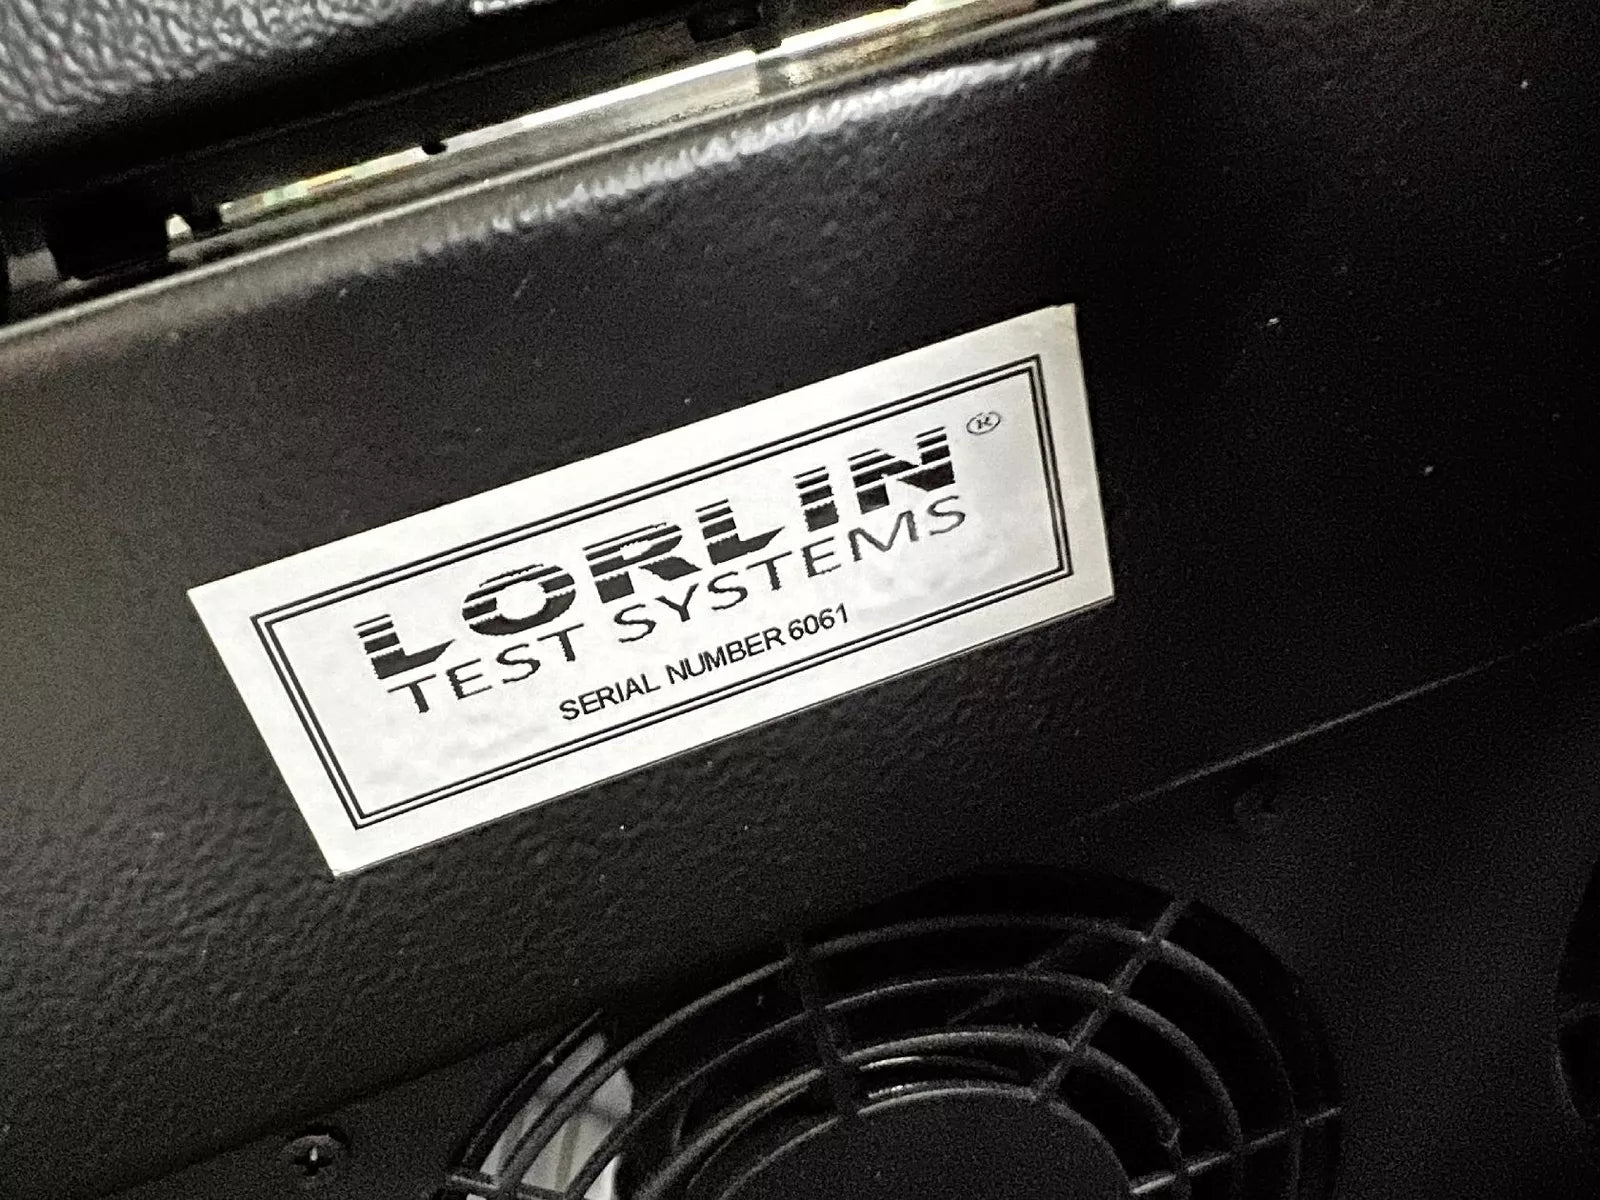 LORLIN®
TEST SYSTEMS
SERIAL NUMBER 6061